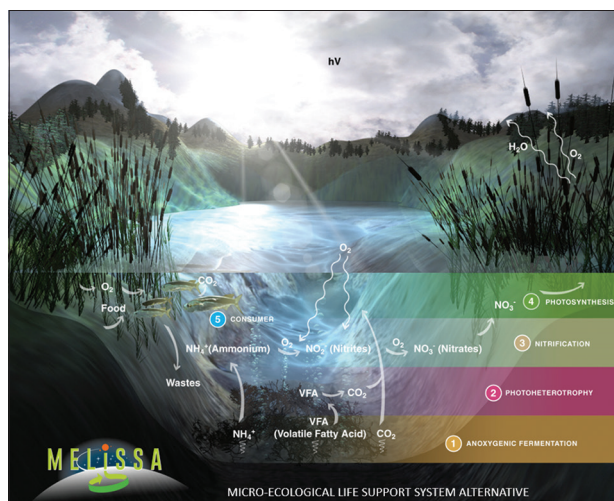 hV
H₂O
O₂
O₂
CO₂
O₂
Food
NO₃⁻
4 PHOTOSYNTHESIS
5 CONSUMER
NH₄⁺(Ammonium)
O₂
NO₂⁻(Nitrites)
O₂
NO₃⁻(Nitrates)
3 NITRIFICATION
Wastes
VFA
CO₂
2 PHOTOHETEROTROPHY
VFA
(Volatile Fatty Acid)
NH₄⁺
CO₂
1 ANOXYGENIC FERMENTATION
MELiSSA
MICRO-ECOLOGICAL LIFE SUPPORT SYSTEM ALTERNATIVE